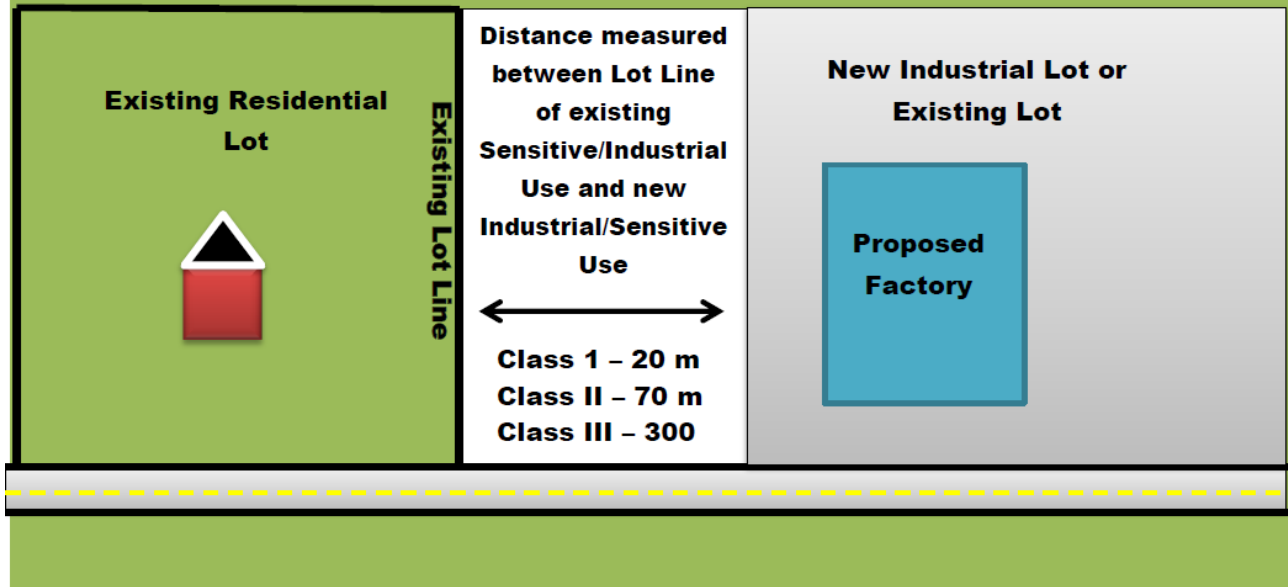 Existing Residential
Lot
Existing Lot Line
Distance measured
between Lot Line
of existing
Sensitive/Industrial
Use and new
Industrial/Sensitive
Use
Class 1 – 20 m
Class II – 70 m
Class III – 300
New Industrial Lot or
Existing Lot
Proposed
Factory